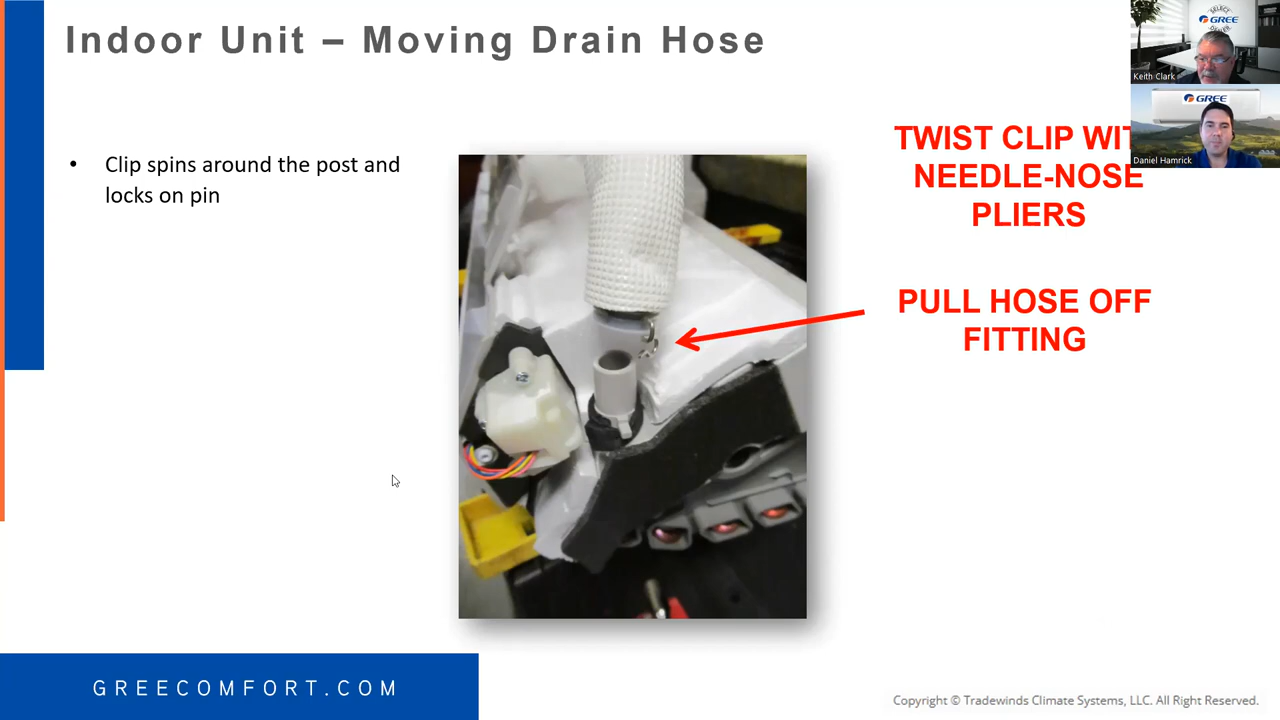 Indoor Unit – Moving Drain Hose
SELECT
GREE
DEALER
Keith Clark
GREE
Daniel Hamrick
• Clip spins around the post and
locks on pin
TWIST CLIP WIT
NEEDLE-NOSE
PLIERS
PULL HOSE OFF
FITTING
GREECOMFORT.COM
Copyright © Tradewinds Climate Systems, LLC. All Right Reserved.